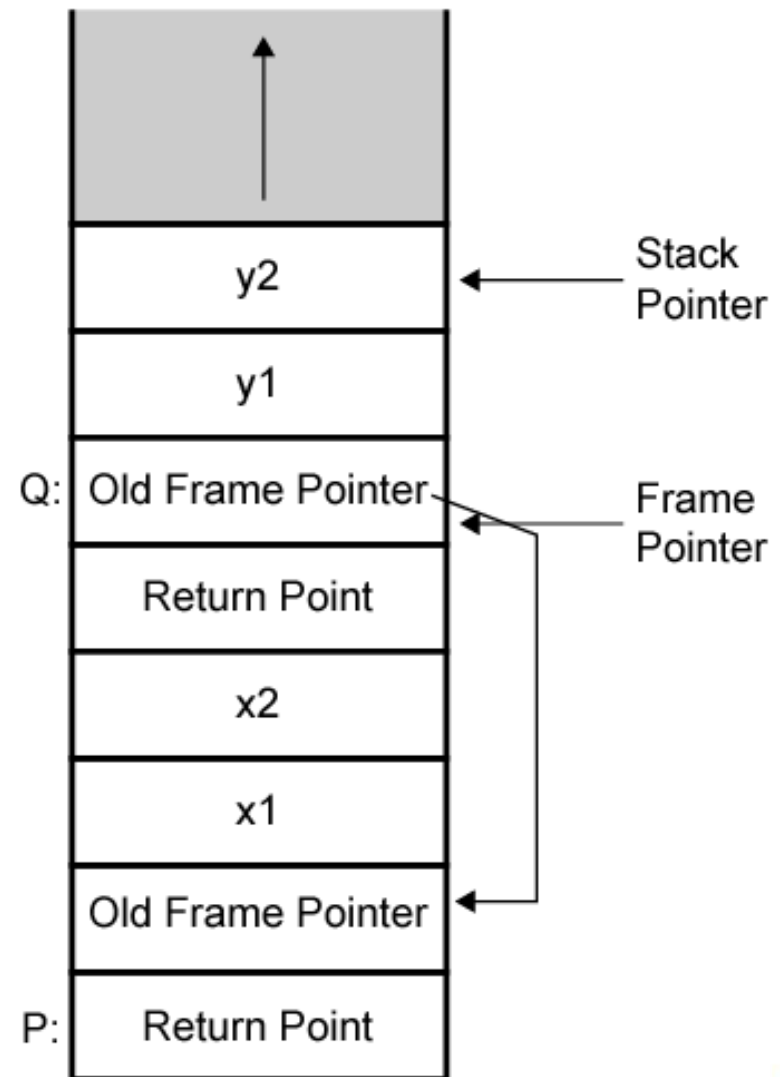 y2
Stack
Pointer
y1
Q: Old Frame Pointer
Frame
Pointer
Return Point
x2
x1
Old Frame Pointer
P: Return Point